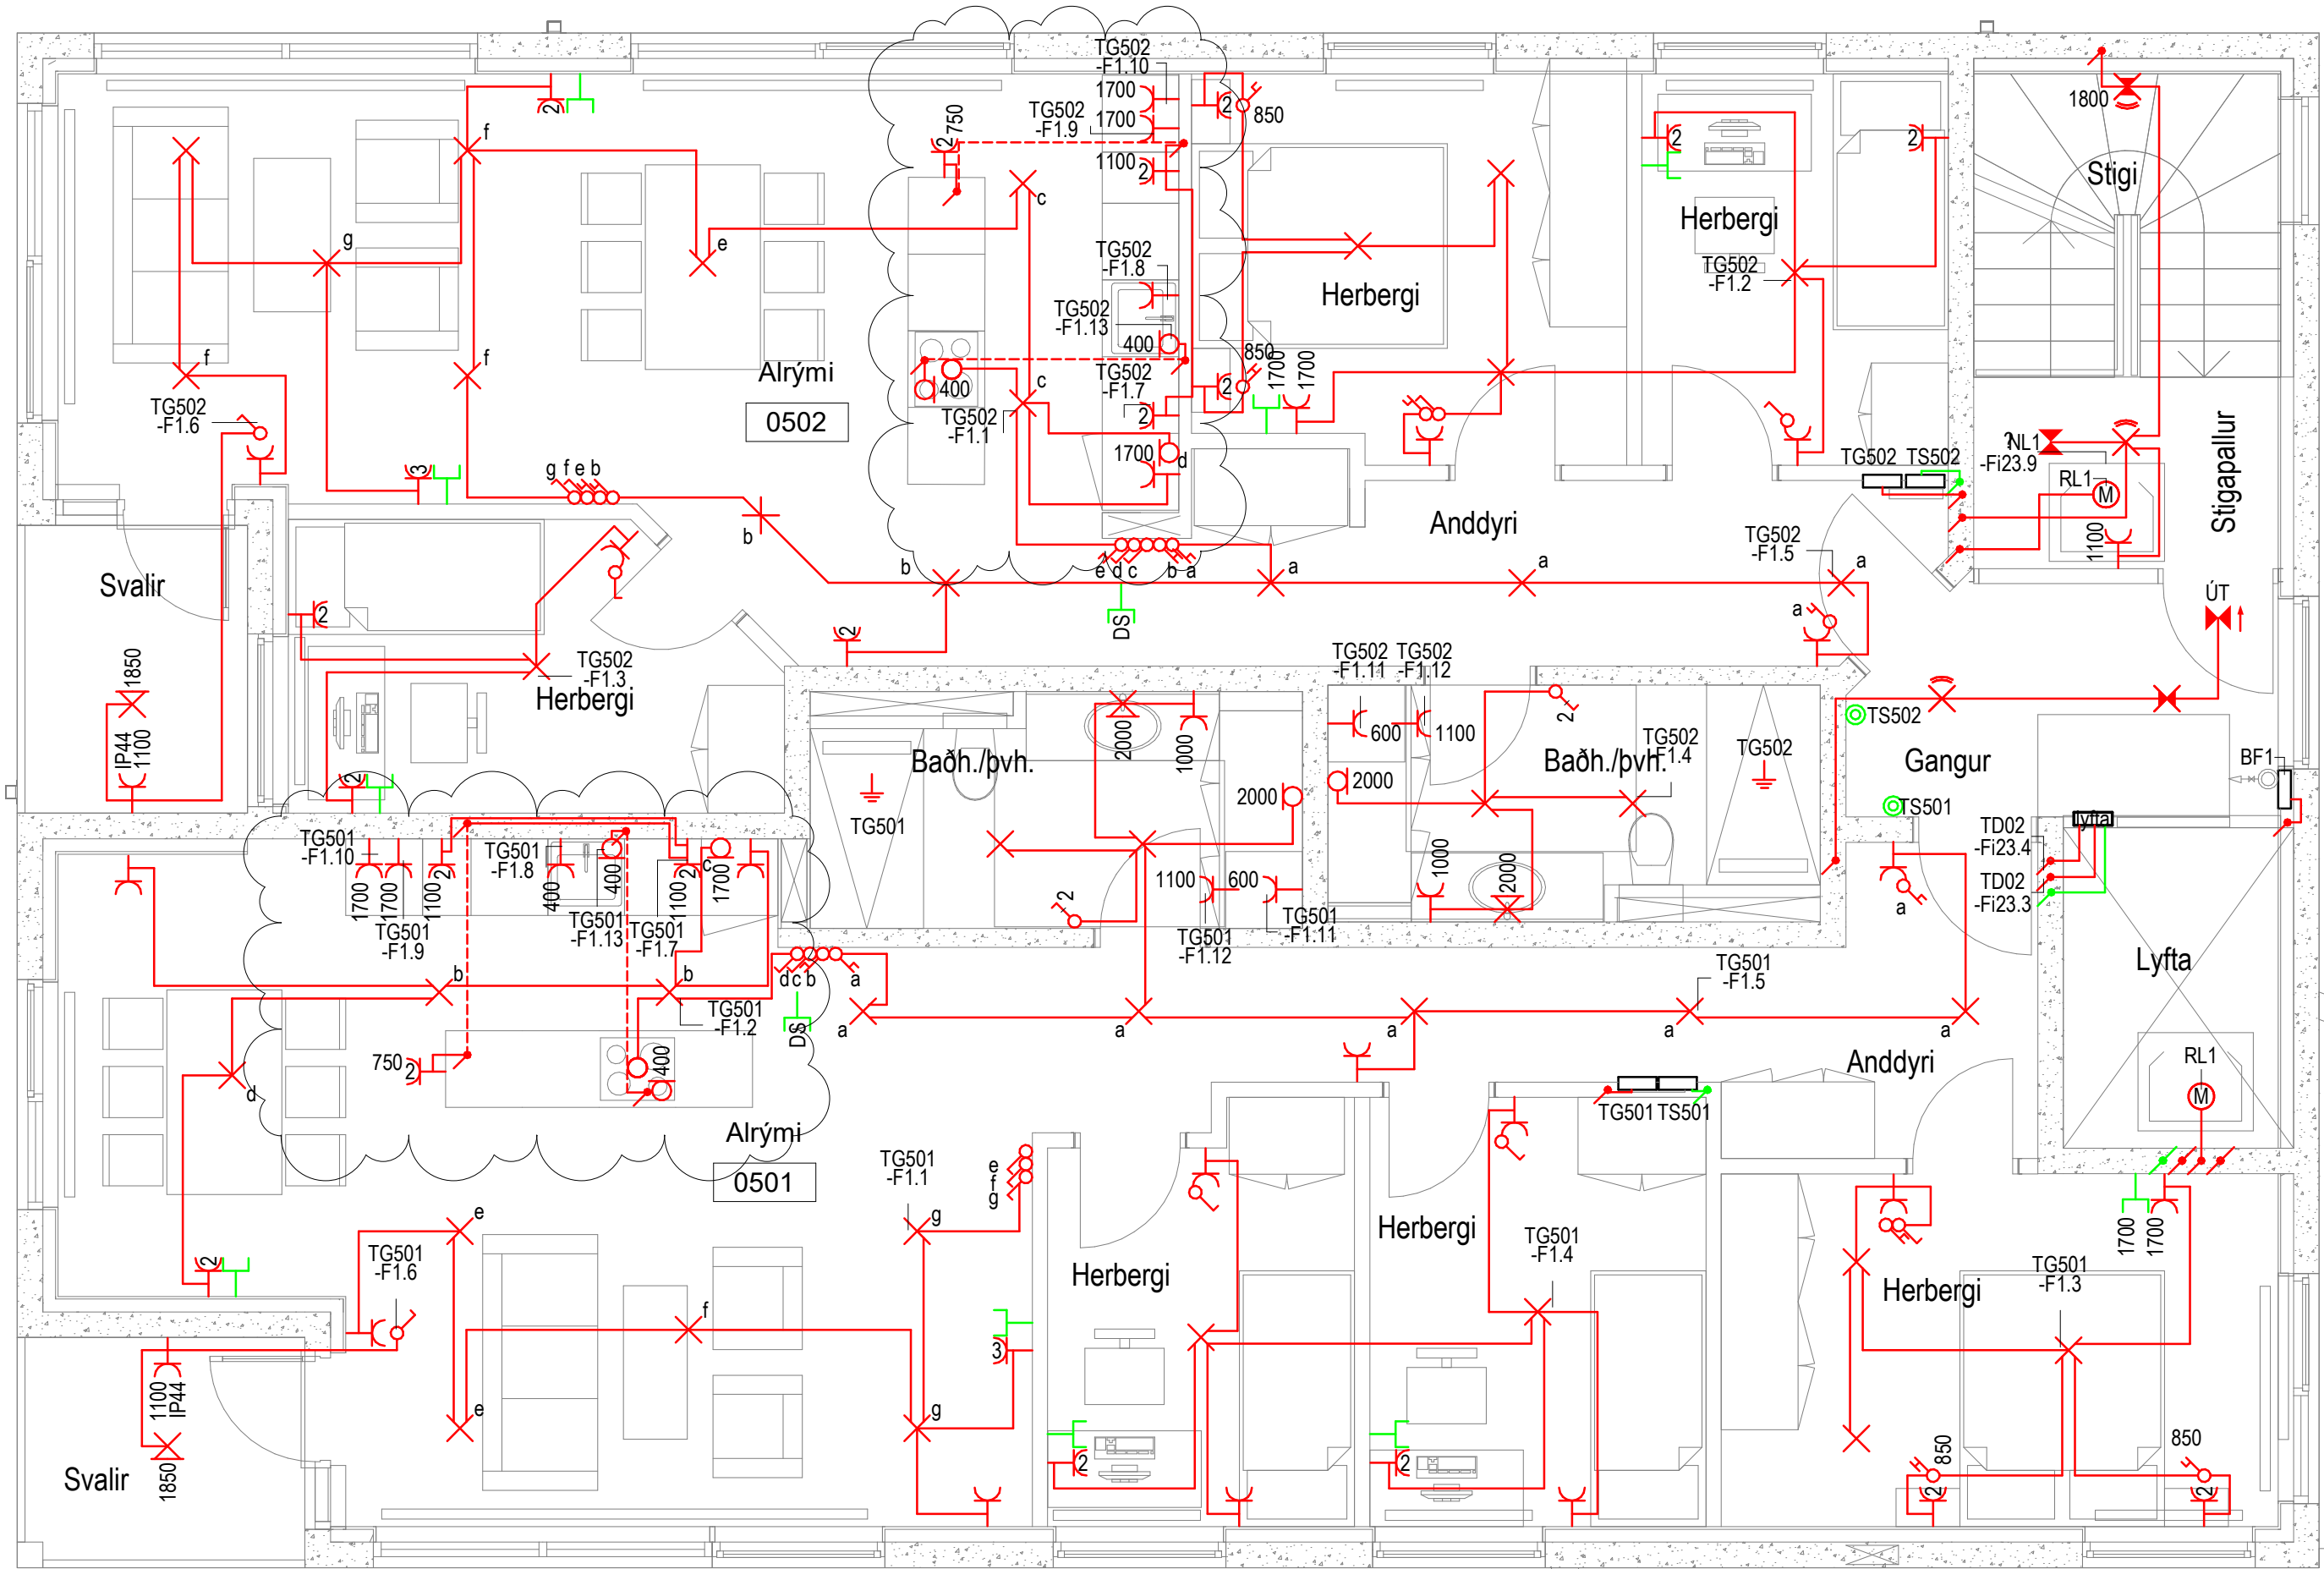 TG502
-F1.10
1700
2
850
2
750
TG502
-F1.9
1700
1100
2
2
2
1800
Stigi
f
c
g
e
Herbergi
TG502
-F1.8
TG502
-F1.2
Herbergi
TG502
-F1.13
400
f
f
Alrými
0502
400
c
TG502
-F1.7
2
TG502
-F1.1
850
2
1700
1700
TG502
-F1.6
1700
d
3
g f e b
?
NL1
-Fi23.9
RL1
M
1100
Stigapallur
TG502
TS502
Anddyri
b
TG502
-F1.5
e d c b a
Svalir
b
a
a
a
DS
ÚT
2
2
a
1850
IP44
1100
TG502
-F1.3
Herbergi
TG502
-F1.11
TG502
-F1.12
2000
1000
600
1100
2
Baðh./þvh.
Baðh./þvh.
TG502
-F1.4
TG502
TS502
Gangur
BF1
2
2000
2000
TG501
TS501
lyfta
TD02
-Fi23.4
TD02
-Fi23.3
TG501
-F1.10
TG501
-F1.8
c
1700
1700
1100
2
400
400
1100
2
1700
TG501
-F1.9
TG501
-F1.13
TG501
-F1.7
2
1100
600
TG501
-F1.12
TG501
-F1.11
1000
2000
a
Lyfta
b
b
d c b
a
TG501
-F1.5
TG501
-F1.2
DS
a
a
a
a
a
750
2
400
d
Anddyri
RL1
M
TG501
TS501
Alrými
0501
TG501
-F1.1
e
f
g
e
g
Herbergi
Herbergi
TG501
-F1.4
TG501
-F1.3
Herbergi
1700
1700
2
TG501
-F1.6
f
3
1100
IP44
1850
e
g
Svalir
2
2
850
2
850
2